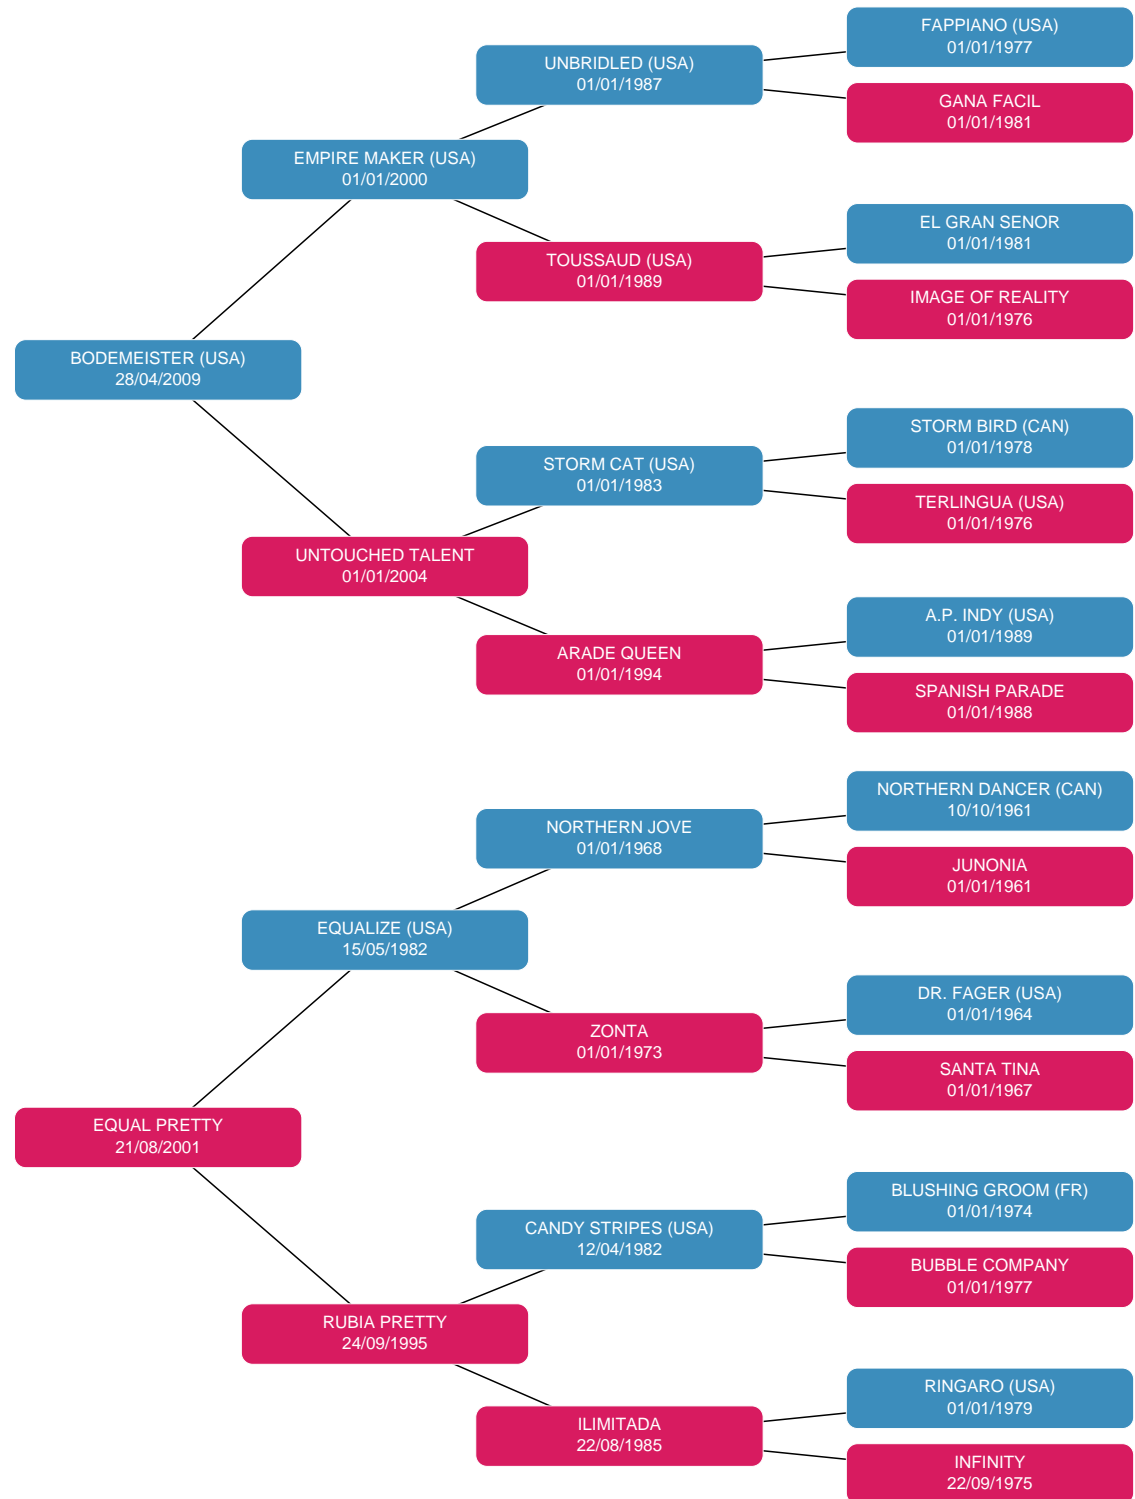 FAPPIANO (USA)
01/01/1977
UNBRIDLED (USA)
01/01/1987
GANA FACIL
01/01/1981
EMPIRE MAKER (USA)
01/01/2000
EL GRAN SENOR
01/01/1981
TOUSSAUD (USA)
01/01/1989
IMAGE OF REALITY
01/01/1976
BODEMEISTER (USA)
28/04/2009
STORM BIRD (CAN)
01/01/1978
STORM CAT (USA)
01/01/1983
TERLINGUA (USA)
01/01/1976
UNTOUCHED TALENT
01/01/2004
A.P. INDY (USA)
01/01/1989
ARADE QUEEN
01/01/1994
SPANISH PARADE
01/01/1988
NORTHERN DANCER (CAN)
10/10/1961
NORTHERN JOVE
01/01/1968
JUNONIA
01/01/1961
EQUALIZE (USA)
15/05/1982
DR. FAGER (USA)
01/01/1964
ZONTA
01/01/1973
SANTA TINA
01/01/1967
EQUAL PRETTY
21/08/2001
BLUSHING GROOM (FR)
01/01/1974
CANDY STRIPES (USA)
12/04/1982
BUBBLE COMPANY
01/01/1977
RUBIA PRETTY
24/09/1995
RINGARO (USA)
01/01/1979
ILIMITADA
22/08/1985
INFINITY
22/09/1975